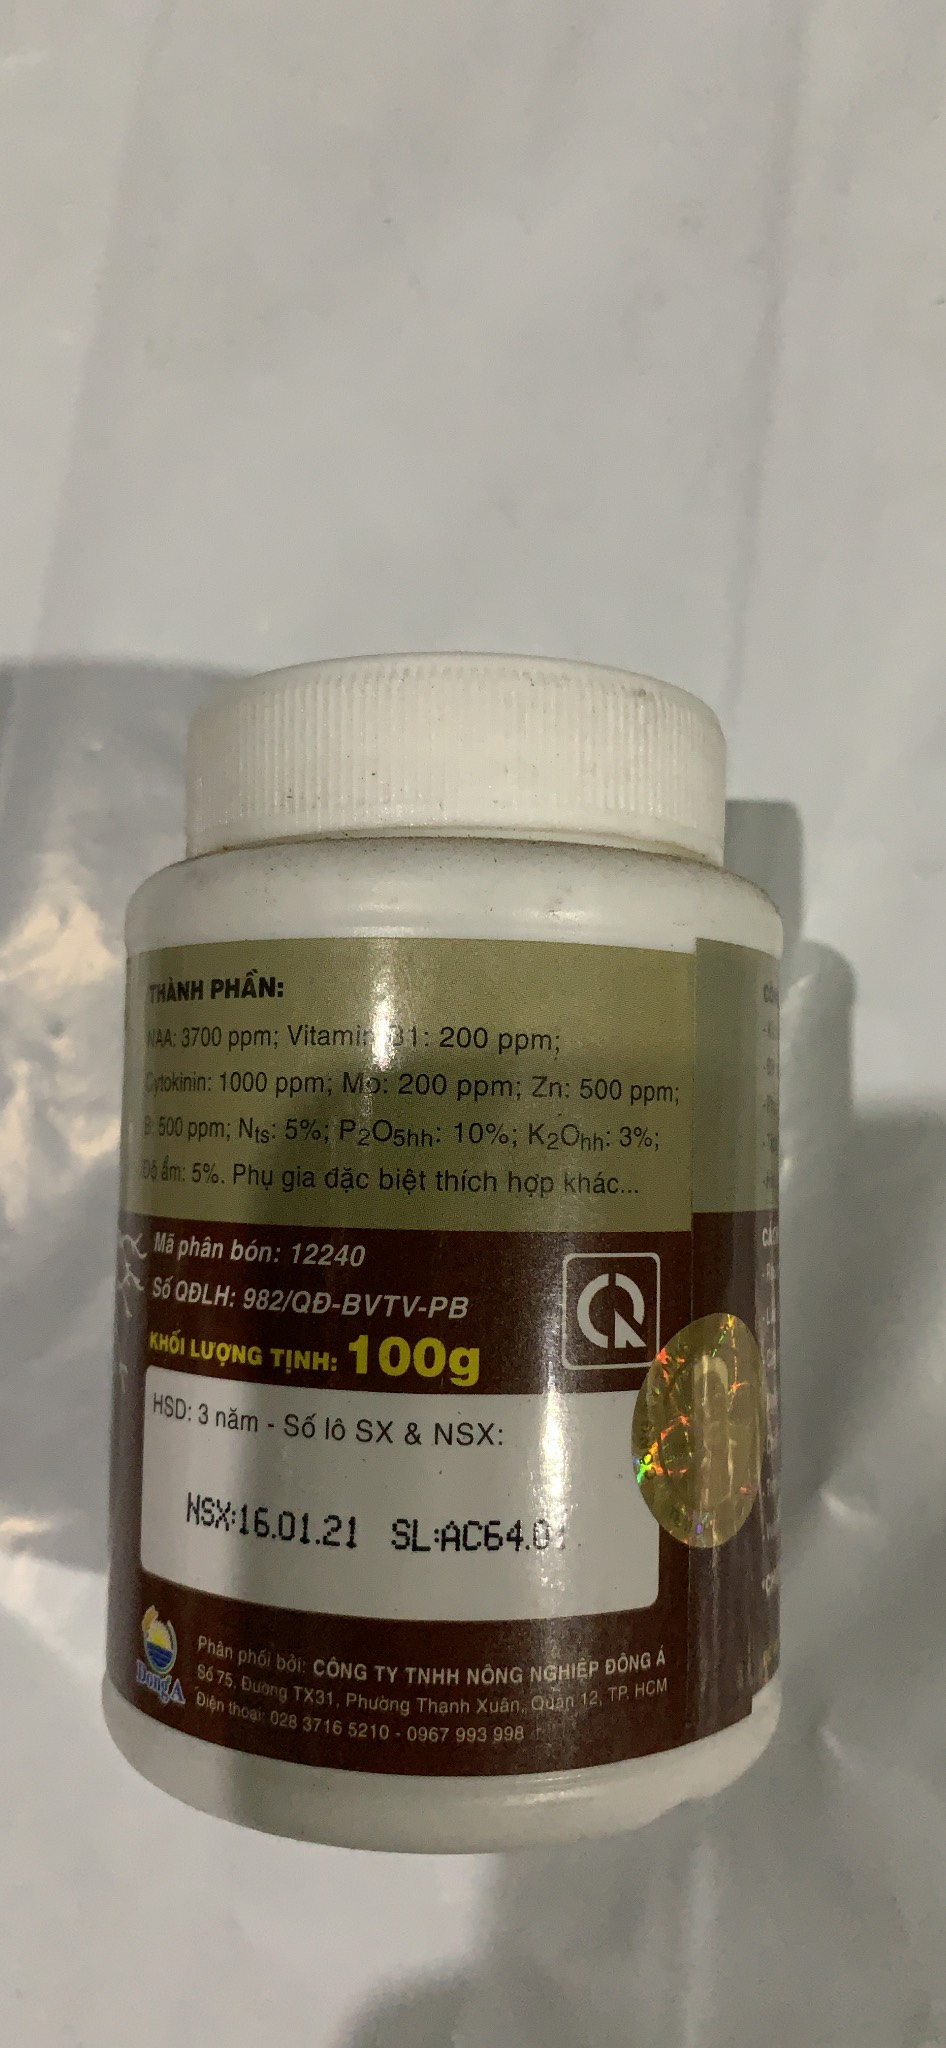 THÀNH PHẦN:
NAA: 3700 ppm; Vitamin B1: 200 ppm;
Cytokinin: 1000 ppm; Mo: 200 ppm; Zn: 500 ppm;
B: 500 ppm; Nts: 5%; P2O5hh: 10%; K2Ohh: 3%;
Độ ẩm: 5%. Phụ gia đặc biệt thích hợp khác...
Mã phân bón: 12240
Số QĐLH: 982/QĐ-BVTV-PB
KHỐI LƯỢNG TỊNH: 100g
HSD: 3 năm - Số lô SX & NSX:
NSX:16.01.21 SL:AC64.0
Đông Á
Phân phối bởi: CÔNG TY TNHH NÔNG NGHIỆP ĐÔNG Á
Số 75, Đường TX31, Phường Thạnh Xuân, Quận 12, TP. HCM
Điện thoại: 028 3716 5210 - 0967 993 998